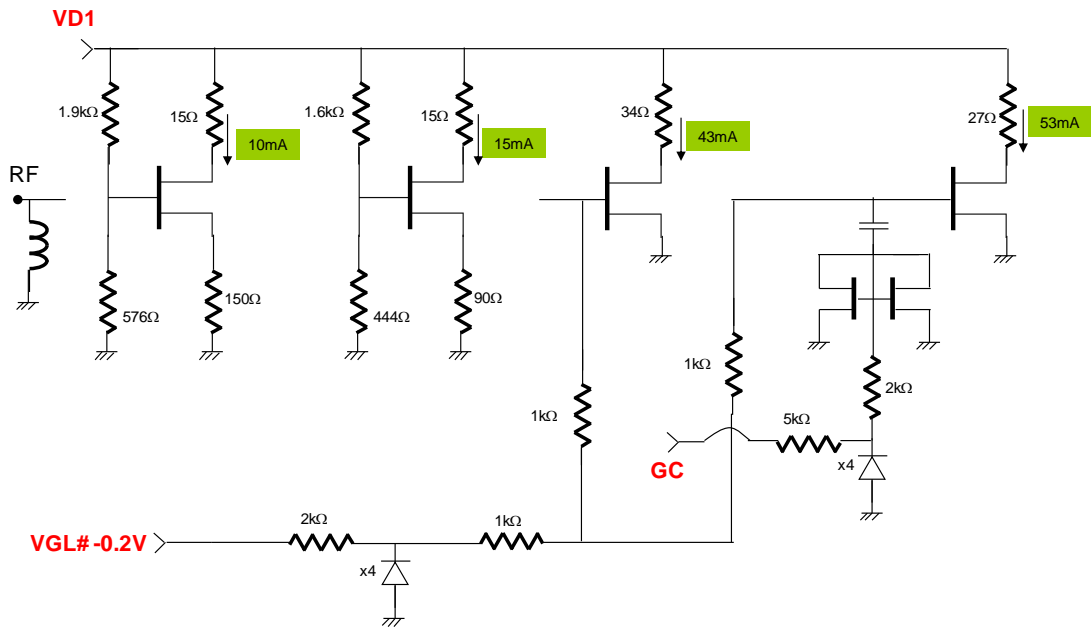 VD1
1.9kΩ
15Ω
10mA
1.6kΩ
15Ω
15mA
34Ω
43mA
27Ω
53mA
RF
576Ω
150Ω
444Ω
90Ω
1kΩ
1kΩ
2kΩ
5kΩ
GC
x4
VGL# -0.2V
2kΩ
1kΩ
x4